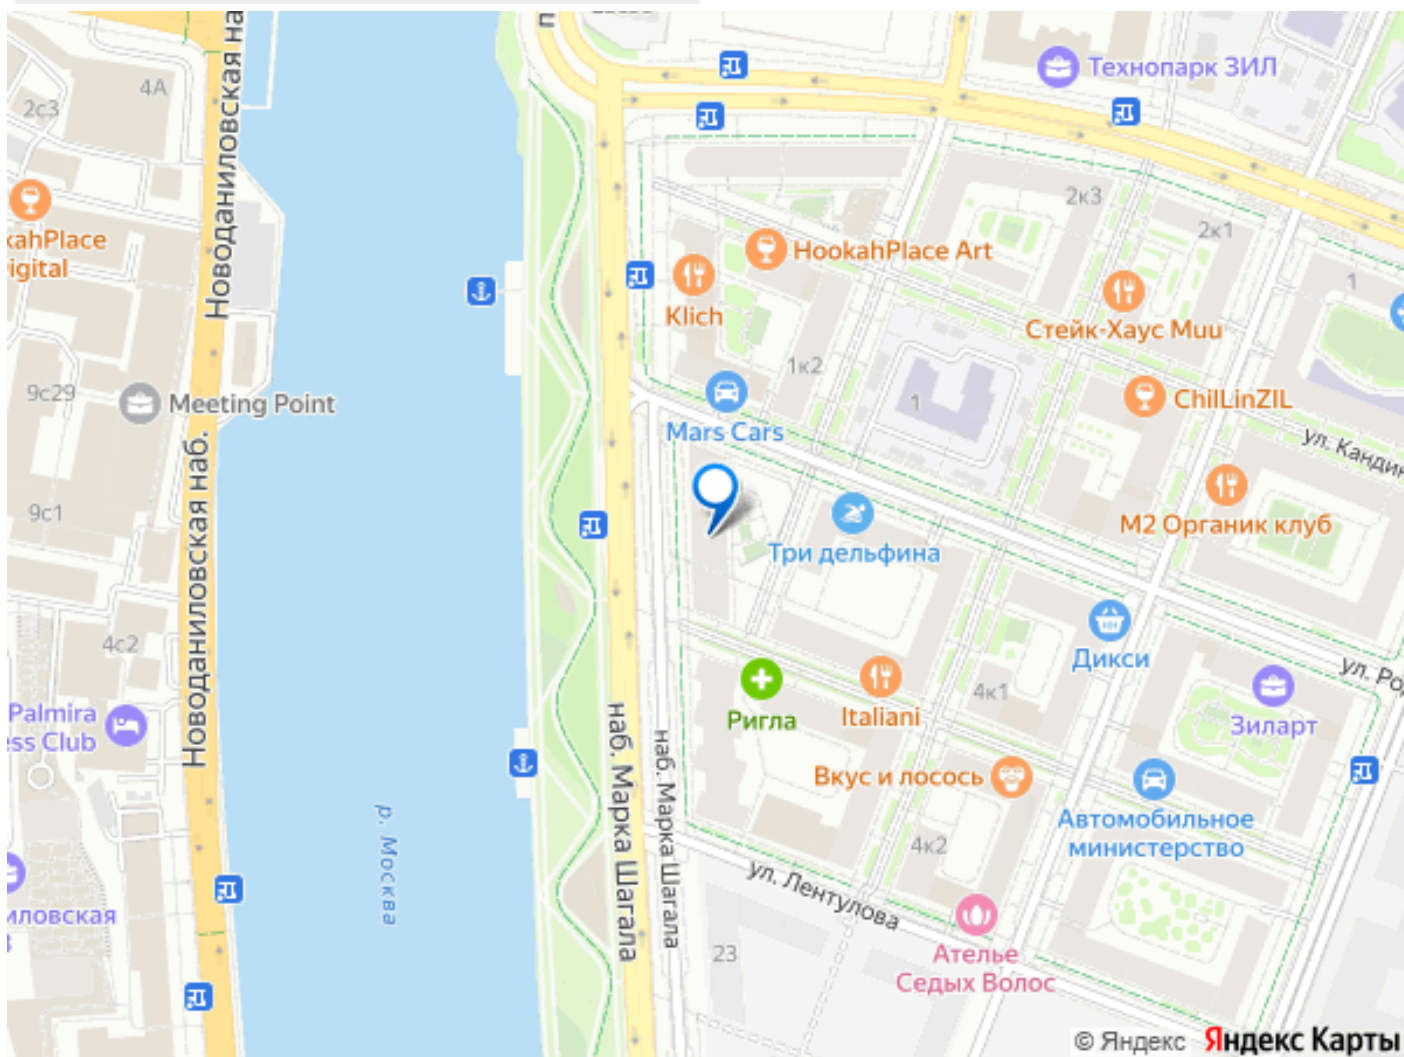 4А
2с3
Новоданиловская на
Технопарк ЗИЛ
2к3
2к1
kahPlace
igital
HookahPlace Art
Klich
Стейк-Хаус Muu
1
1к2
9с29
Meeting Point
Mars Cars
1
ChilLinZIL
ул. Кандин
9с1
Новоданиловская наб.
М2 Органик клуб
Три дельфина
4с2
Дикси
ул. Ро
4к1
Palmira
ss Club
Ригла
Italiani
Зиларт
наб. Марка Шагала
наб. Марка Шагала
Вкус и лосось
р. Москва
Автомобильное
министерство
4к2
ул. Лентулова
иловская
23
Ателье
Седых Волос
© Яндекс Яндекс Карты